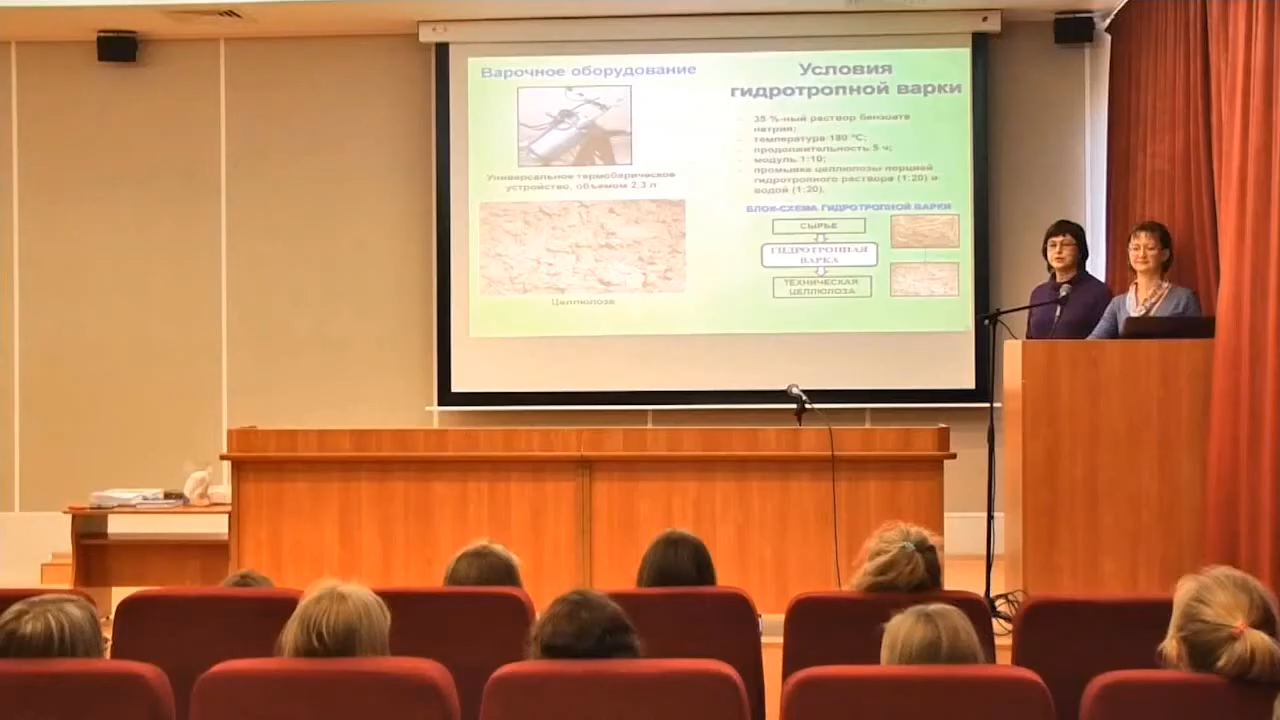 Варочное оборудование
Универсальное термобарическое
устройство, объемом 2,3 л
Целлюлоза
Условия
гидротропной варки
- 35 %-ный раствор бензоата
натрия;
- температура 180 °С;
- продолжительность 5 ч;
- модуль 1:10;
- промывка целлюлозы порцией
гидротропного раствора (1:20) и
водой (1:20).
БЛОК-СХЕМА ГИДРОТРОПНОЙ ВАРКИ
СЫРЬЕ
ГИДРОТРОПНАЯ
ВАРКА
ТЕХНИЧЕСКАЯ
ЦЕЛЛЮЛОЗА